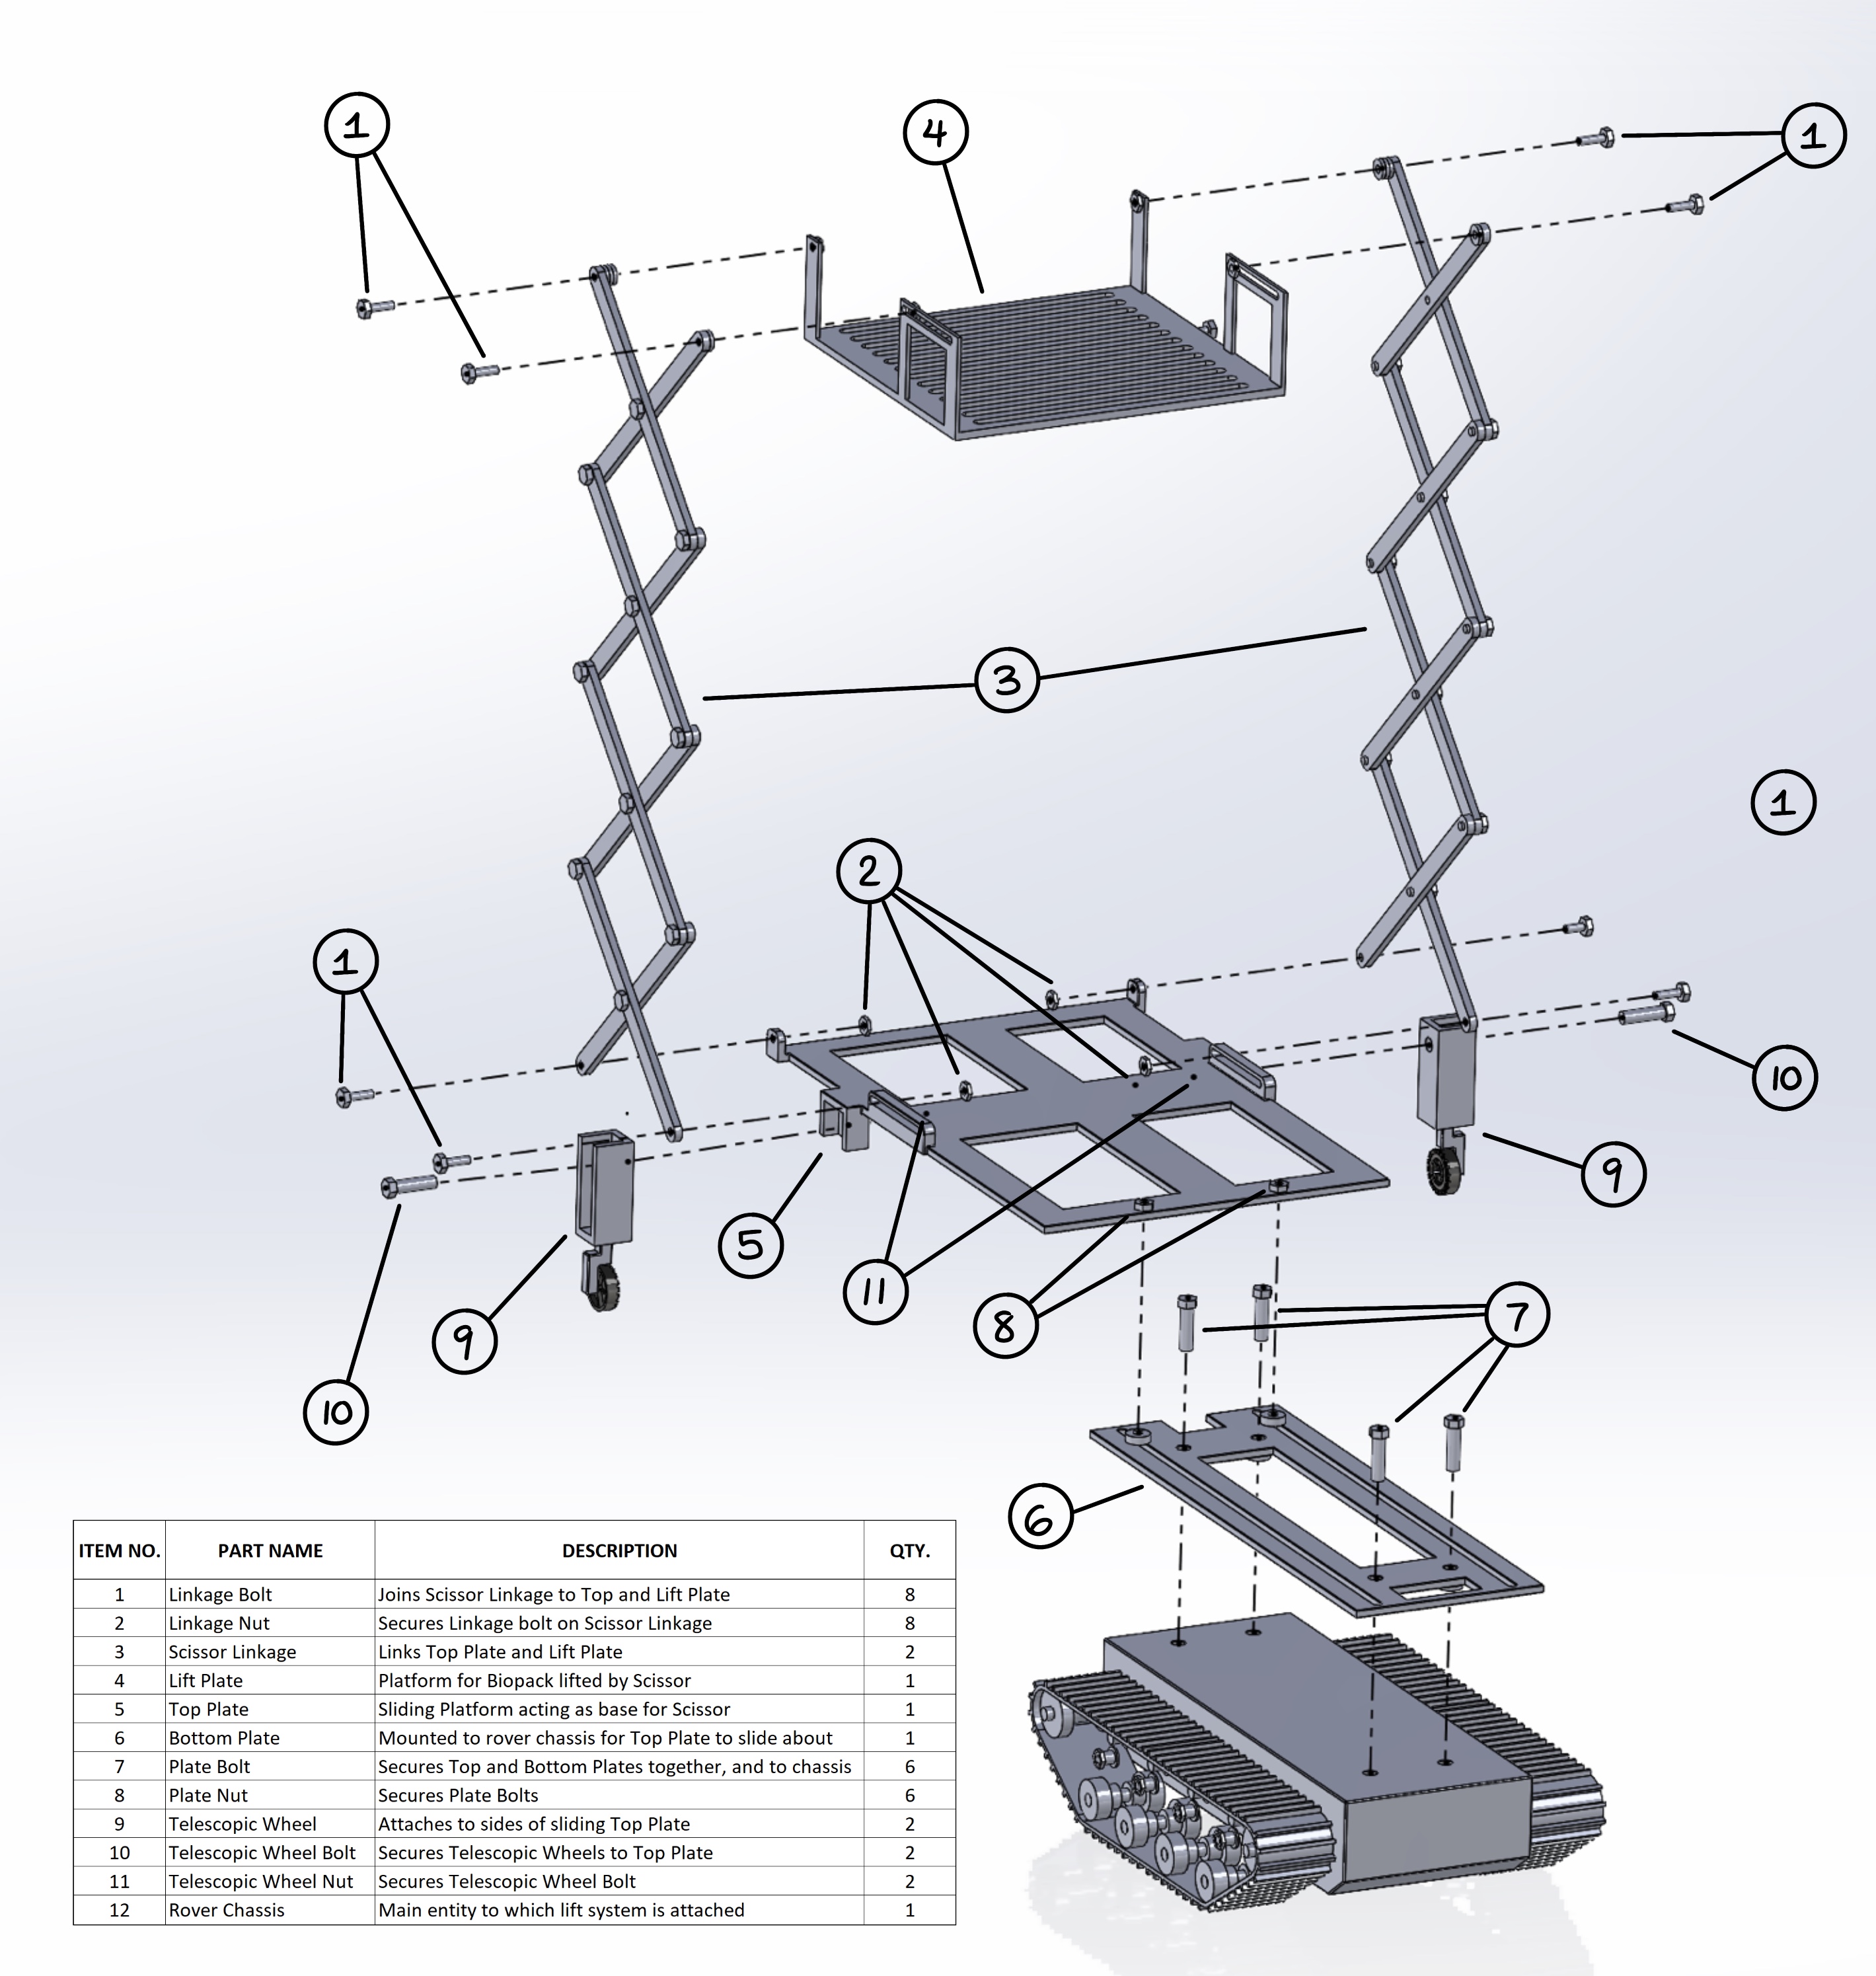 1
4
1
3
1
2
1
10
9
5
11
8
7
9
10
6
ITEM NO. PART NAME DESCRIPTION QTY.
1 Linkage Bolt Joins Scissor Linkage to Top and Lift Plate 8
2 Linkage Nut Secures Linkage bolt on Scissor Linkage 8
3 Scissor Linkage Links Top Plate and Lift Plate 2
4 Lift Plate Platform for Biopack lifted by Scissor 1
5 Top Plate Sliding Platform acting as base for Scissor 1
6 Bottom Plate Mounted to rover chassis for Top Plate to slide about 1
7 Plate Bolt Secures Top and Bottom Plates together, and to chassis 6
8 Plate Nut Secures Plate Bolts 6
9 Telescopic Wheel Attaches to sides of sliding Top Plate 2
10 Telescopic Wheel Bolt Secures Telescopic Wheels to Top Plate 2
11 Telescopic Wheel Nut Secures Telescopic Wheel Bolt 2
12 Rover Chassis Main entity to which lift system is attached 1